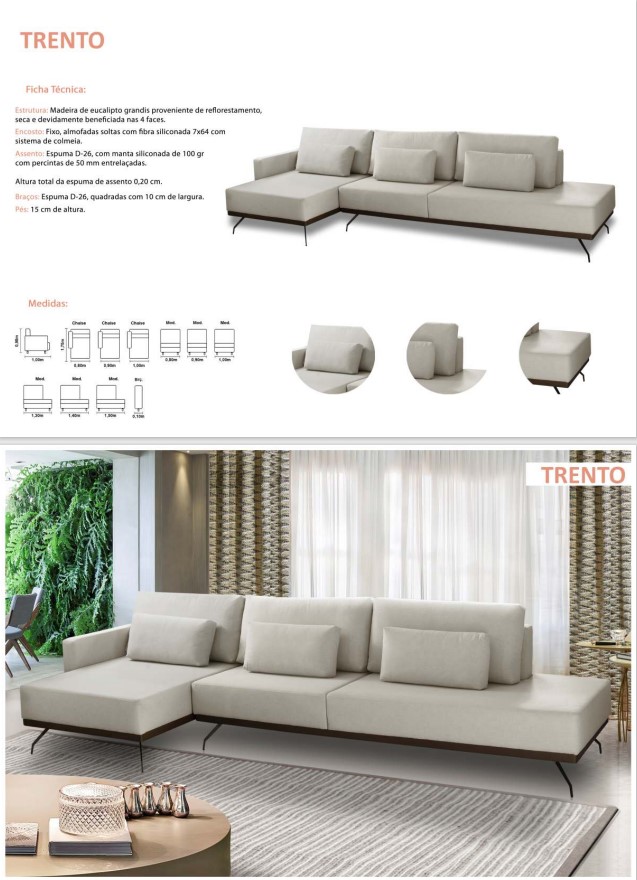 TRENTO
Ficha Técnica:
Estrutura: Madeira de eucalipto grandis proveniente de reflorestamento,
seca e devidamente beneficiada nas 4 faces.
Encosto: Fixo, almofadas soltas com fibra siliconada 7x64 com
sistema de colmeia.
Assento: Espuma D-26, com manta siliconada de 100 gr
com percintas de 50 mm entrelaçadas.
Altura total da espuma de assento 0,20 cm.
Braços: Espuma D-26, quadradas com 10 cm de largura.
Pés: 15 cm de altura.
Medidas:
Chaise Chaise Chaise Mod. Mod. Mod.
1,00m 0,80m 0,90m 1,00m 0,80m 0,90m 1,00m
Mod. Mod. Mod. Brç.
1,20m 1,40m 1,50m 0,10m
TRENTO